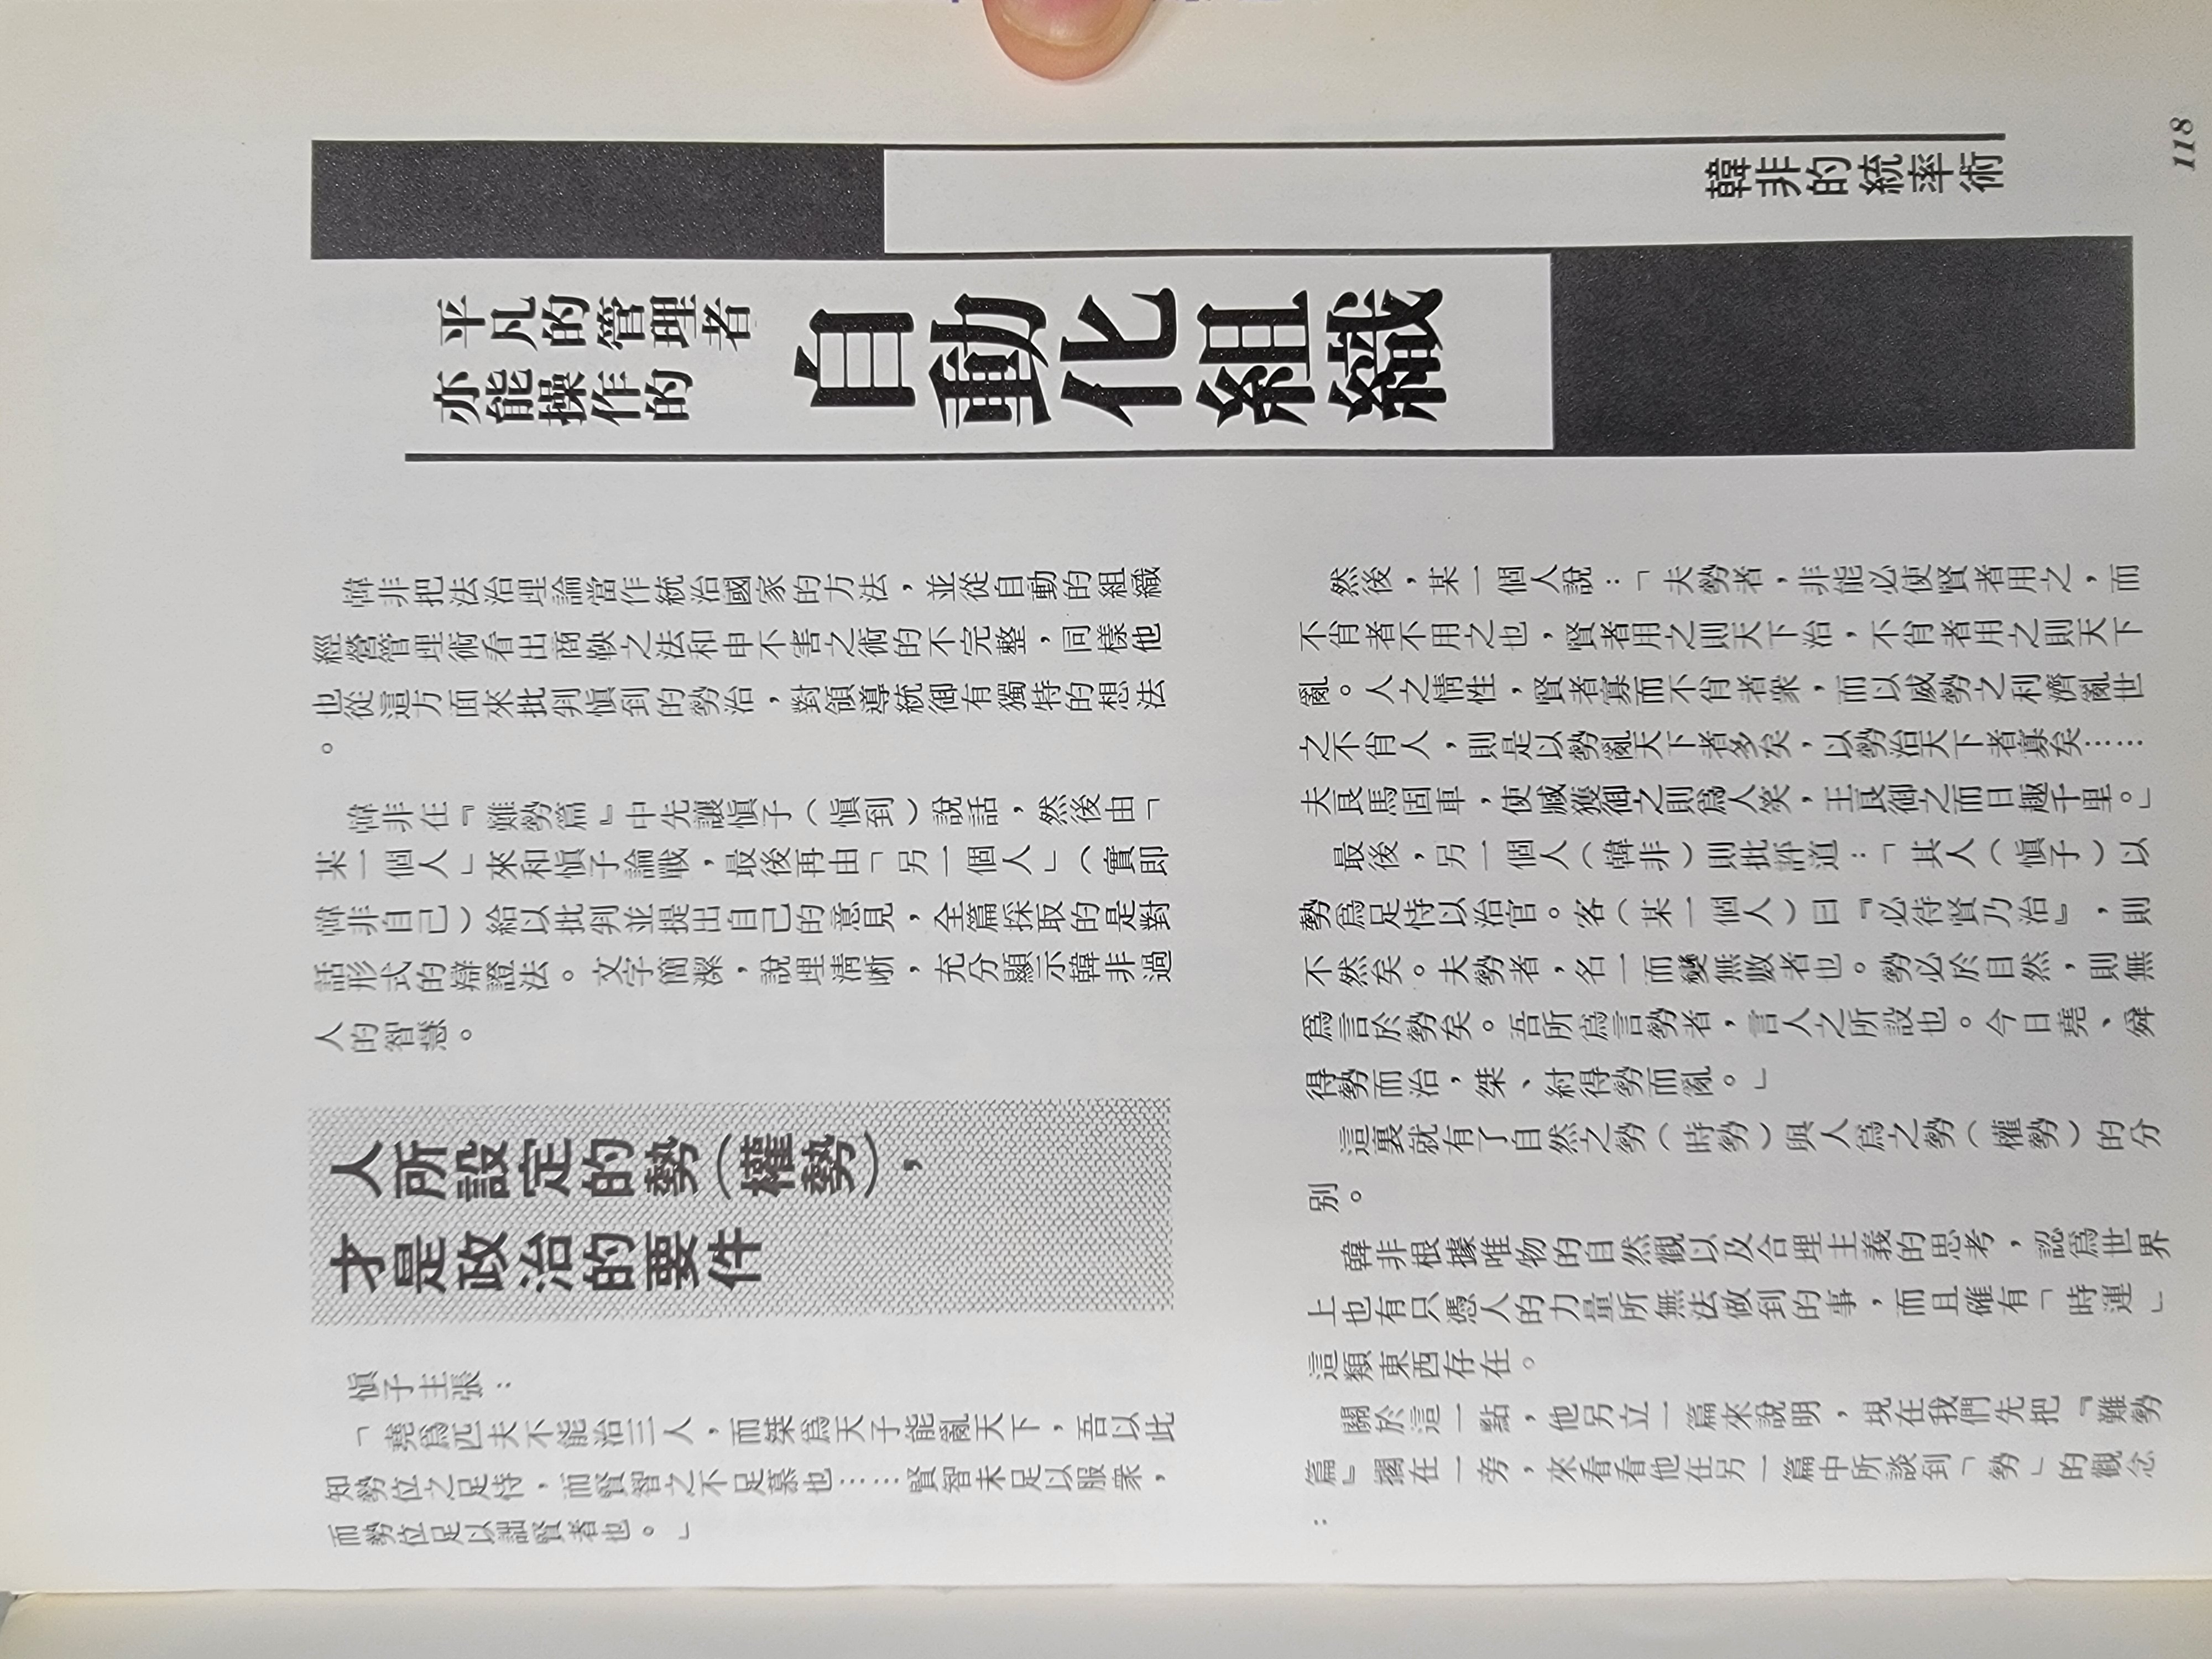 韓非的統率術
平凡的管理者
亦能操作的
自動化組織
韓非把法治理論當作統治國家的方法，並從自動的組織
經營管理術看出商鞅之法和申不害之術的不完整，同樣他
也從這方面來批判愼到的勢治，對領導統御有獨特的想法
。
韓非在『難勢篇』中先讓愼子（愼到）說話，然後由「
某一個人」來和愼子論戰，最後再由「另一個人」（實即
韓非自己）給以批判並提出自己的意見，全篇採取的是對
話形式的辯證法。文字簡潔，說理淸晰，充分顯示韓非過
人的智慧。
人所設定的勢（權勢），
才是政治的要件
愼子主張：
「堯爲匹夫不能治三人，而桀爲天子能亂天下，吾以此
知勢位之足恃，而賢智之不足慕也……賢智未足以服衆，
而勢位足以詘賢者也。」
然後，某一個人說：「夫勢者，非能必使賢者用之，而
不肖者不用之也，賢者用之則天下治，不肖者用之則天下
亂。人之情性，賢者寡而不肖者衆，而以威勢之利濟亂世
之不肖人，則是以勢亂天下者多矣，以勢治天下者寡矣……
夫良馬固車，使臧獲御之則爲人笑，王良御之而日趣千里。」
最後，另一個人（韓非）則批評道：「其人（愼子）以
勢爲足恃以治官。客（某一個人）曰『必待賢乃治』，則
不然矣。夫勢者，名一而變無數者也。勢必於自然，則無
爲言於勢矣。吾所爲言勢者，言人之所設也。今日堯、舜
得勢而治，桀、紂得勢而亂。」
這裏就有了自然之勢（時勢）與人爲之勢（權勢）的分
別。
韓非根據唯物的自然觀以及合理主義的思考，認爲世界
上也有只憑人的力量所無法做到的事，而且確有「時運」
這類東西存在。
關於這一點，他另立一篇來說明，現在我們先把『難勢
篇』擱在一旁，來看看他在另一篇中所談到「勢」的觀念
：
118